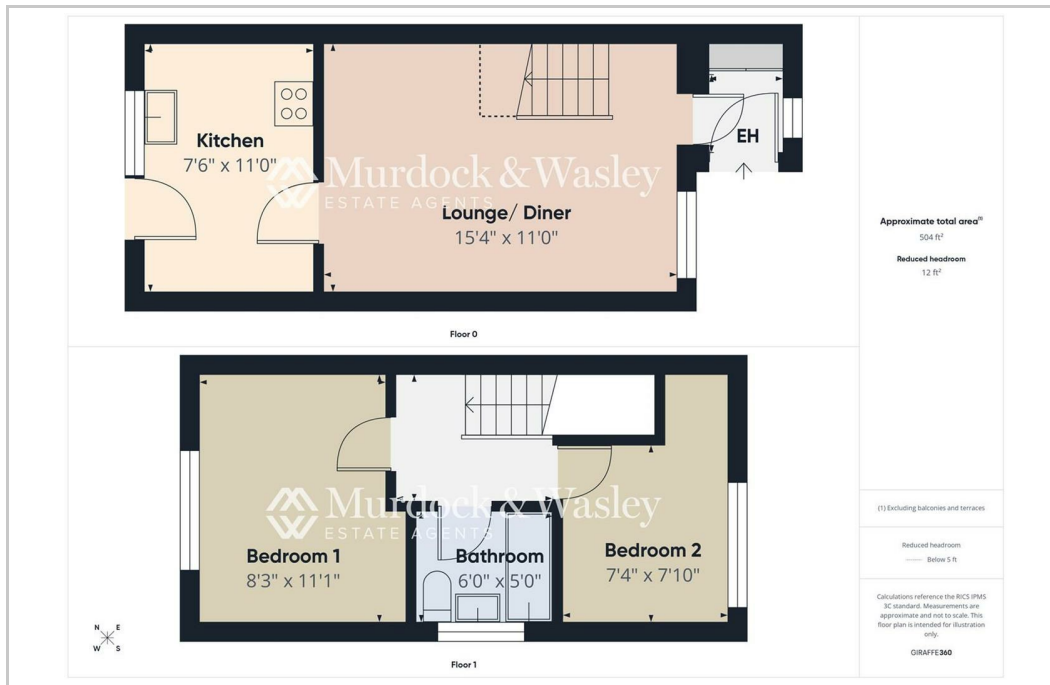 Kitchen
7'6" x 11'0"
Murdock & Wasley
ESTATE AGENTS
Lounge/ Diner
15'4" x 11'0"
EH
Floor 0
Approximate total area(1)
504 ft²
Reduced headroom
12 ft²
Murdock & Wasley
ESTATE AGENTS
Bedroom 1
8'3" x 11'1"
Bathroom
6'0" x 5'0"
Bedroom 2
7'4" x 7'10"
N E
W S
Floor 1
(1) Excluding balconies and terraces
Reduced headroom
Below 5 ft
Calculations reference the RICS IPMS
3C standard. Measurements are
approximate and not to scale. This
floor plan is intended for illustration
only.
GIRAFFE360